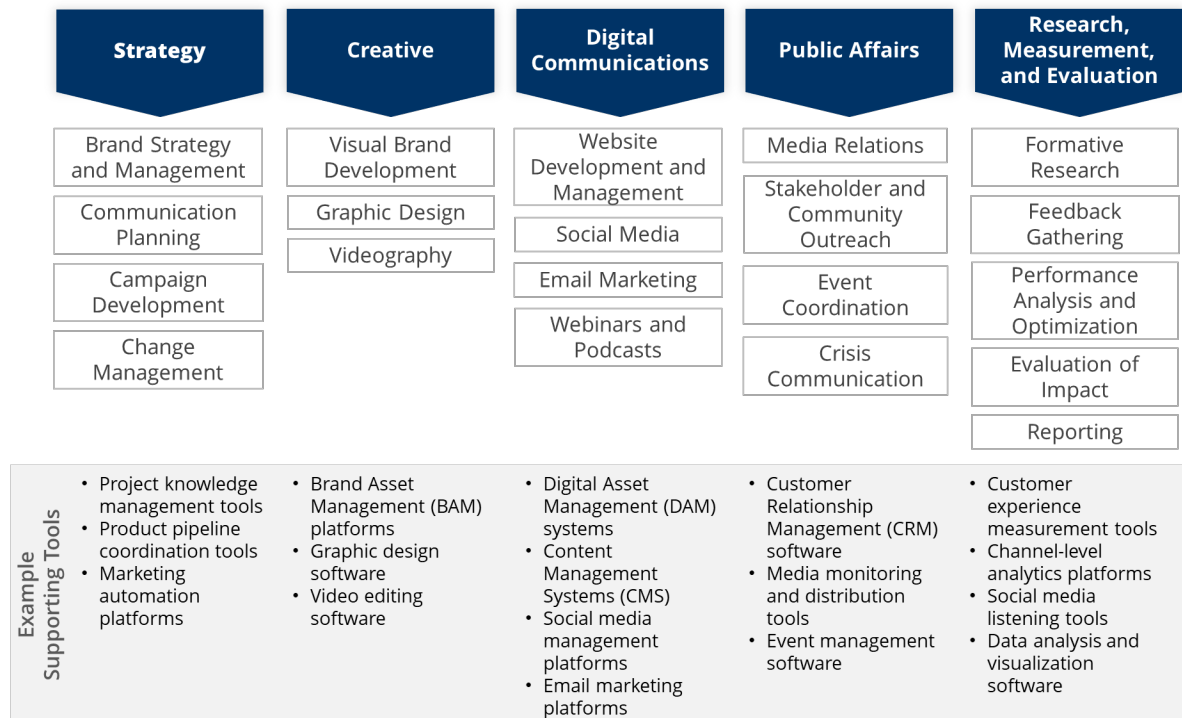 Strategy
Brand Strategy
and Management
Communication
Planning
Campaign
Development
Change
Management
Creative
Visual Brand
Development
Graphic Design
Videography
Digital
Communications
Website
Development and
Management
Social Media
Email Marketing
Webinars and
Podcasts
Public Affairs
Media Relations
Stakeholder and
Community
Outreach
Event
Coordination
Crisis
Communication
Research,
Measurement,
and Evaluation
Formative
Research
Feedback
Gathering
Performance
Analysis and
Optimization
Evaluation of
Impact
Reporting
Example
Supporting Tools
• Project knowledge
management tools
• Product pipeline
coordination tools
• Marketing
automation
platforms
• Brand Asset
Management (BAM)
platforms
• Graphic design
software
• Video editing
software
• Digital Asset
Management (DAM)
systems
• Content
Management
Systems (CMS)
• Social media
management
platforms
• Email marketing
platforms
• Customer
Relationship
Management (CRM)
software
• Media monitoring
and distribution
tools
• Event management
software
• Customer
experience
measurement tools
• Channel-level
analytics platforms
• Social media
listening tools
• Data analysis and
visualization
software